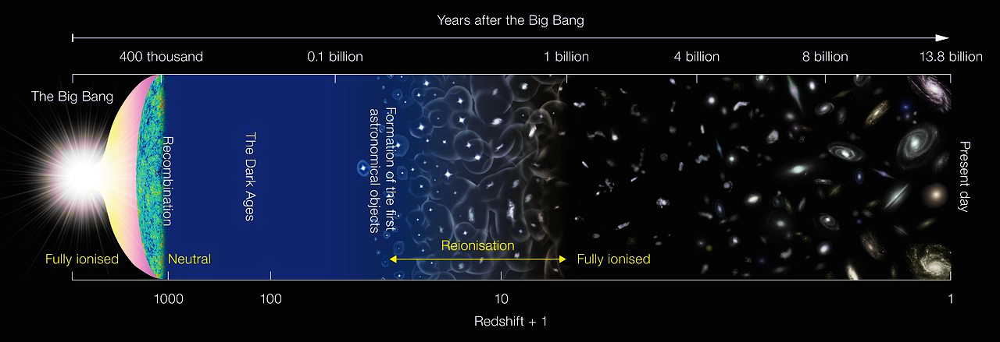 Years after the Big Bang
400 thousand
0.1 billion
1 billion
4 billion
8 billion
13.8 billion
The Big Bang
Recombination
The Dark Ages
Formation of the first
astronomical objects
Present day
Reionisation
Fully ionised
Neutral
Fully ionised
1000
100
10
1
Redshift + 1